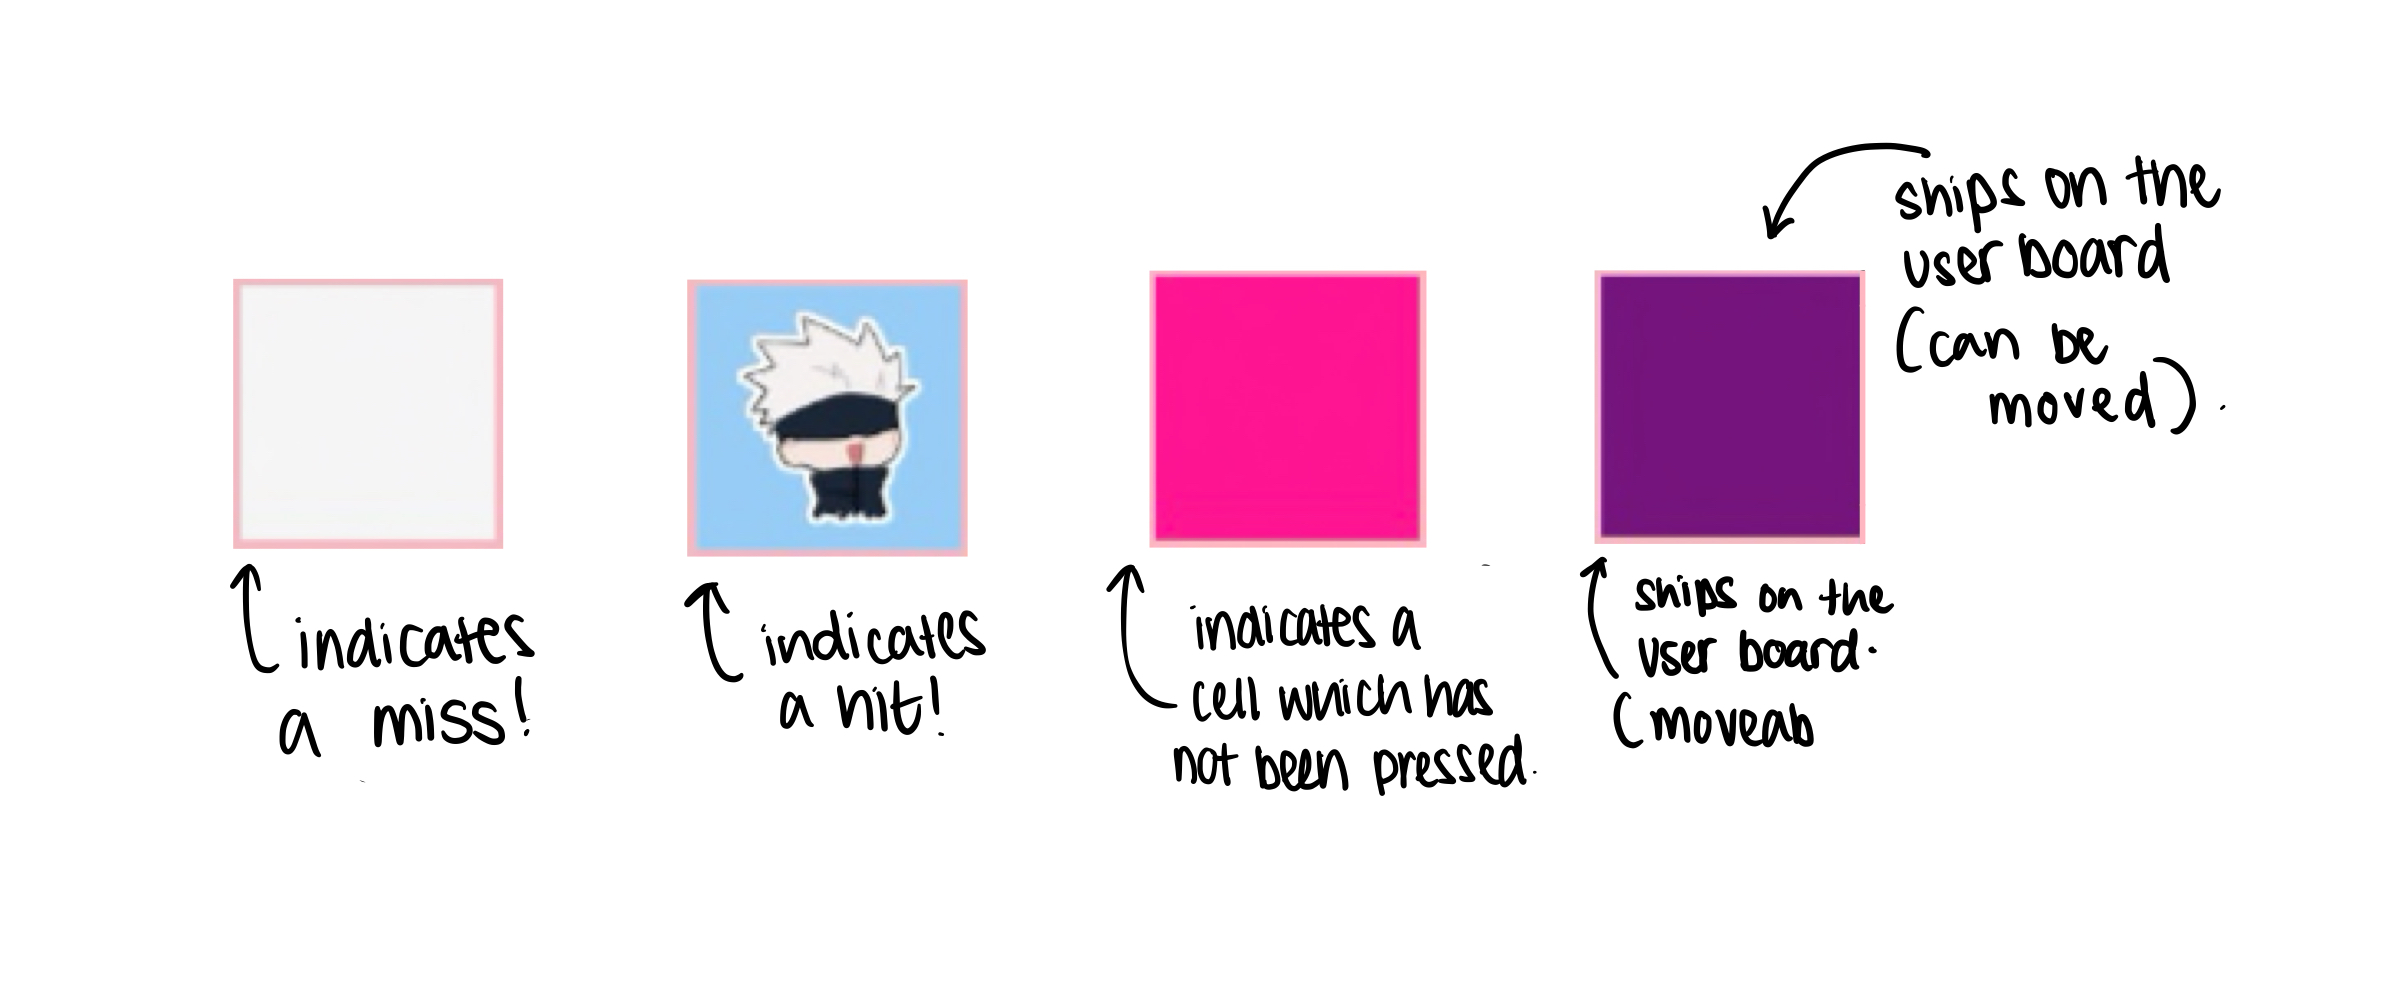 indicates
a miss!
indicates
a hit!
indicates a
cell which has
not been pressed.
ships on the
user board.
(moveab
ships on the
user board
(can be
moved).